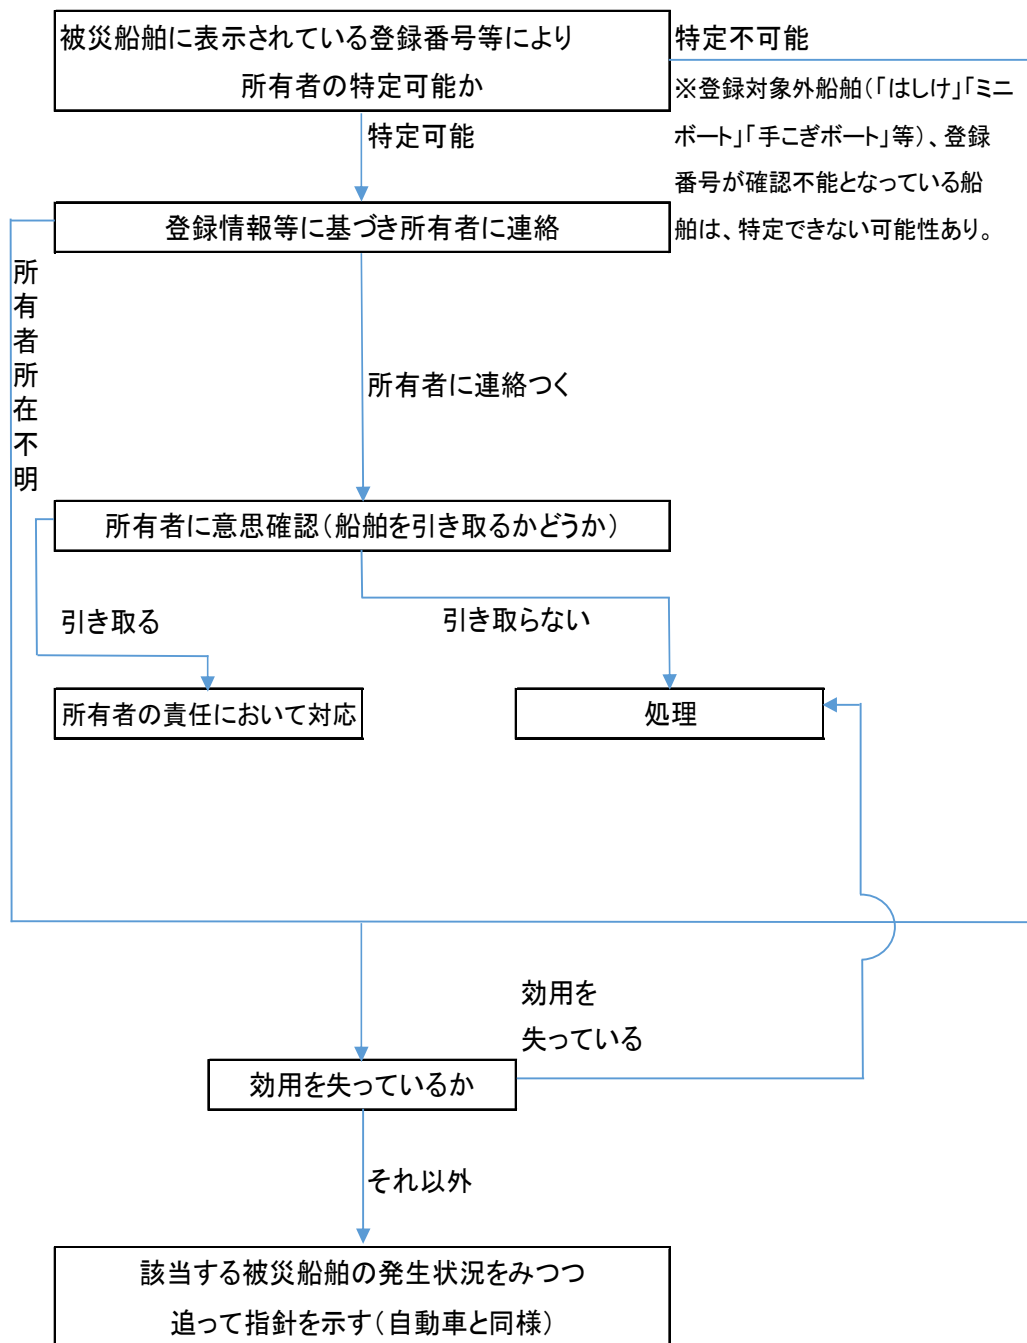 被災船舶に表示されている登録番号等により
所有者の特定可能か
特定不可能
※登録対象外船舶(「はしけ」「ミニ
ボート」「手こぎボート」等)、登録
番号が確認不能となっている船
舶は、特定できない可能性あり。
特定可能
登録情報等に基づき所有者に連絡
所有者所在不明
所有者に連絡つく
所有者に意思確認(船舶を引き取るかどうか)
引き取る
引き取らない
所有者の責任において対応
処理
効用を
失っている
効用を失っているか
それ以外
該当する被災船舶の発生状況をみつつ
追って指針を示す(自動車と同様)